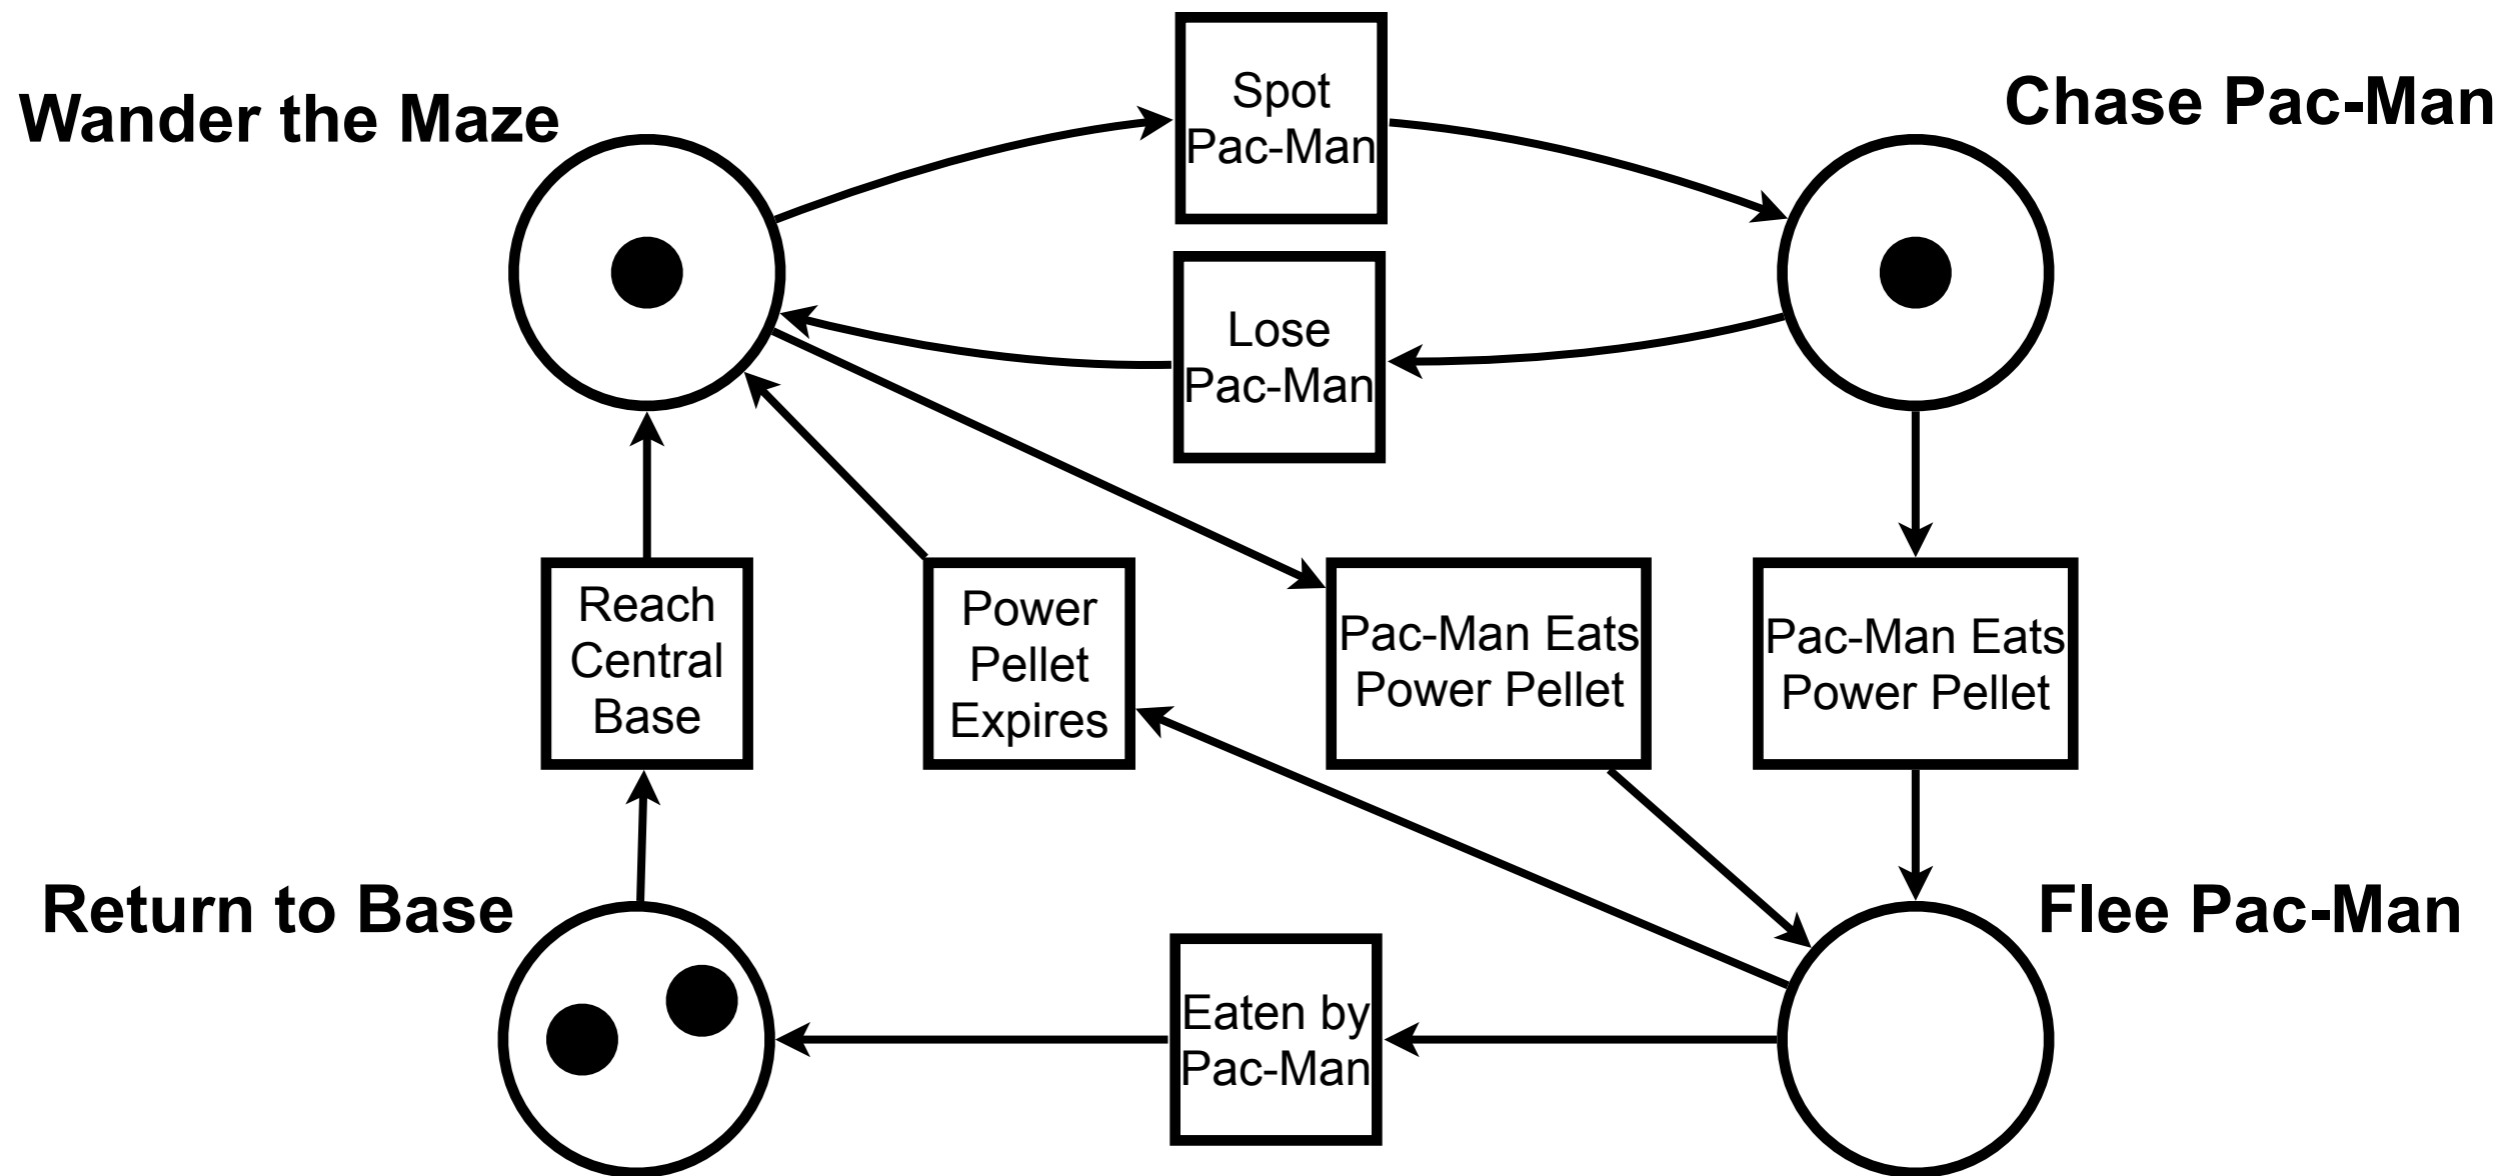 Spot
Pac-Man
Wander the Maze
Chase Pac-Man
Lose
Pac-Man
Reach
Central
Base
Power
Pellet
Expires
Pac-Man Eats
Power Pellet
Pac-Man Eats
Power Pellet
Return to Base
Flee Pac-Man
Eaten by
Pac-Man